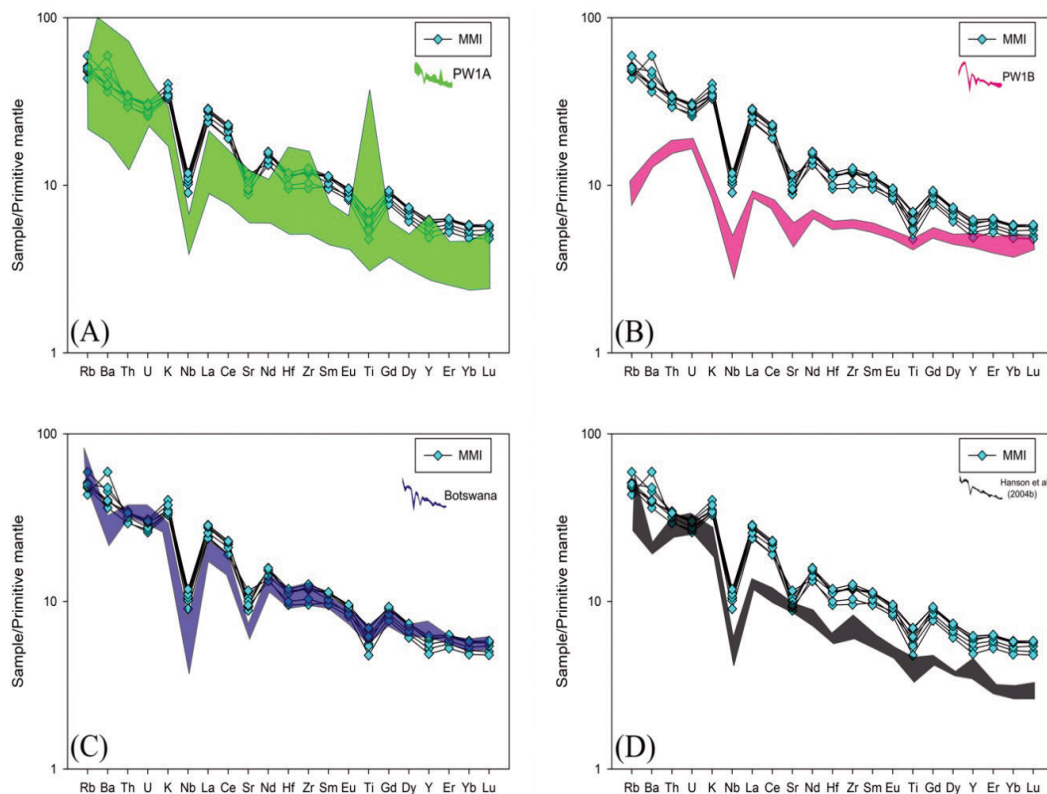 100
10
1
Sample/Primitive mantle
MMI
PW1A
(A)
Rb Ba Th U K Nb La Ce Sr Nd Hf Zr Sm Eu Ti Gd Dy Y Er Yb Lu
100
10
1
Sample/Primitive mantle
MMI
PW1B
(B)
Rb Ba Th U K Nb La Ce Sr Nd Hf Zr Sm Eu Ti Gd Dy Y Er Yb Lu
100
10
1
Sample/Primitive mantle
MMI
Botswana
(C)
Rb Ba Th U K Nb La Ce Sr Nd Hf Zr Sm Eu Ti Gd Dy Y Er Yb Lu
100
10
1
Sample/Primitive mantle
MMI
Hanson et al
(2004b)
(D)
Rb Ba Th U K Nb La Ce Sr Nd Hf Zr Sm Eu Ti Gd Dy Y Er Yb Lu